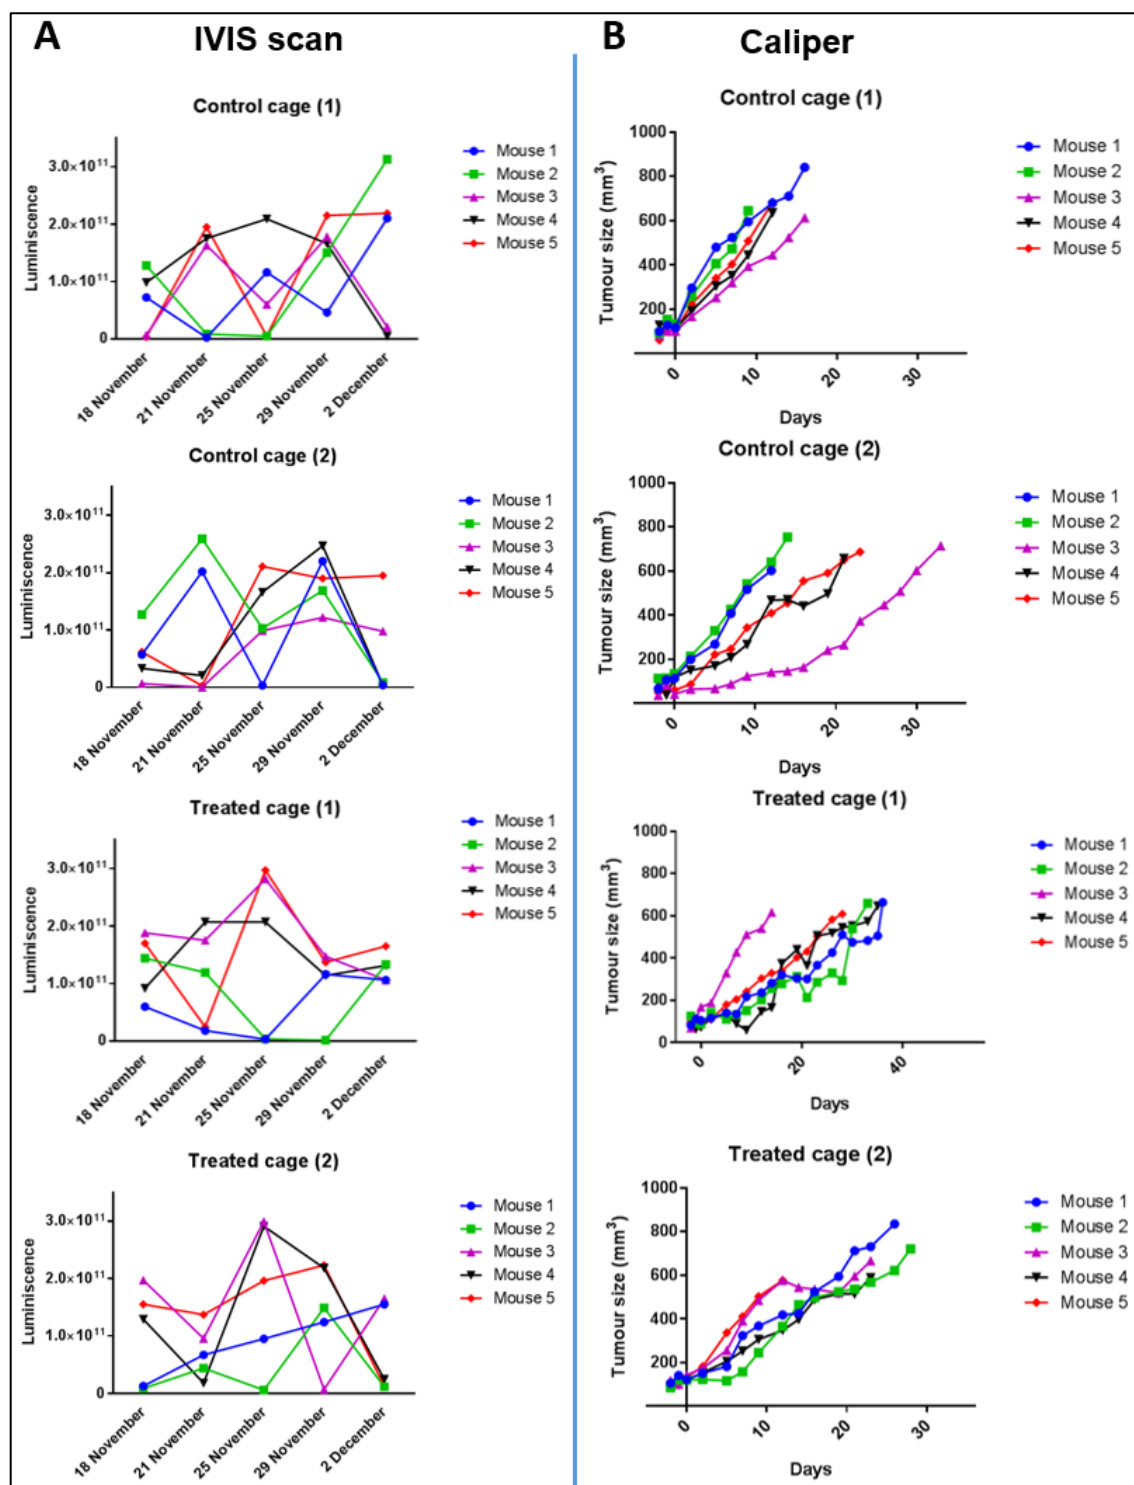 A IVIS scan
Control cage (1)
Luminiscence
3.0×10¹¹
2.0×10¹¹
1.0×10¹¹
0
18 November
21 November
25 November
29 November
2 December
Mouse 1
Mouse 2
Mouse 3
Mouse 4
Mouse 5
Control cage (2)
Luminiscence
3.0×10¹¹
2.0×10¹¹
1.0×10¹¹
0
18 November
21 November
25 November
29 November
2 December
Mouse 1
Mouse 2
Mouse 3
Mouse 4
Mouse 5
Treated cage (1)
Luminiscence
3.0×10¹¹
2.0×10¹¹
1.0×10¹¹
0
18 November
21 November
25 November
29 November
2 December
Mouse 1
Mouse 2
Mouse 3
Mouse 4
Mouse 5
Treated cage (2)
Luminiscence
3.0×10¹¹
2.0×10¹¹
1.0×10¹¹
0
18 November
21 November
25 November
29 November
2 December
Mouse 1
Mouse 2
Mouse 3
Mouse 4
Mouse 5
B Caliper
Control cage (1)
Tumour size (mm³)
1000
800
600
400
200
0
10
20
30
Days
Mouse 1
Mouse 2
Mouse 3
Mouse 4
Mouse 5
Control cage (2)
Tumour size (mm³)
1000
800
600
400
200
0
10
20
30
Days
Mouse 1
Mouse 2
Mouse 3
Mouse 4
Mouse 5
Treated cage (1)
Tumour size (mm³)
1000
800
600
400
200
0
0
20
40
Days
Mouse 1
Mouse 2
Mouse 3
Mouse 4
Mouse 5
Treated cage (2)
Tumour size (mm³)
1000
800
600
400
200
0
10
20
30
Days
Mouse 1
Mouse 2
Mouse 3
Mouse 4
Mouse 5